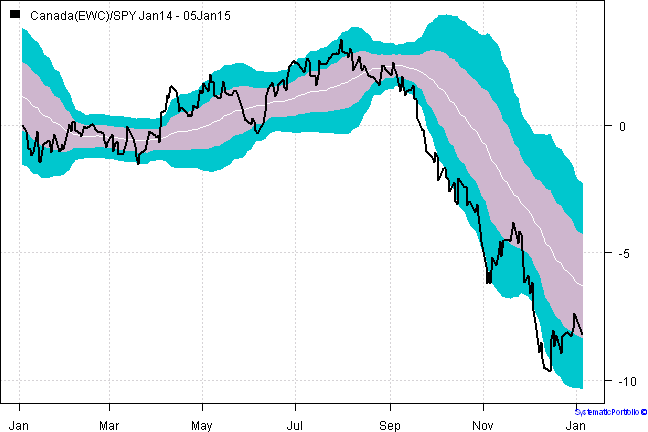 Canada(EWC)/SPY Jan14 - 05Jan15
0
-5
-10
Jan Mar May Jul Sep Nov Jan
SystematicPortfolio ©